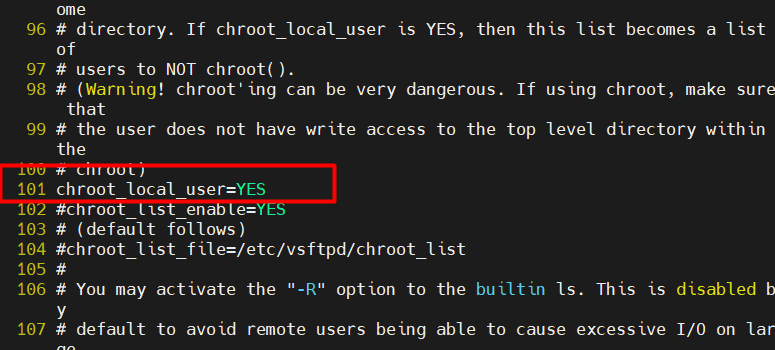 ome
96 # directory. If chroot_local_user is YES, then this list becomes a list
of
97 # users to NOT chroot().
98 # (Warning! chroot'ing can be very dangerous. If using chroot, make sure
that
99 # the user does not have write access to the top level directory within
the
100 # chroot)
101 chroot_local_user=YES
102 #chroot_list_enable=YES
103 # (default follows)
104 #chroot_list_file=/etc/vsftpd/chroot_list
105 #
106 # You may activate the "-R" option to the builtin ls. This is disabled b
y
107 # default to avoid remote users being able to cause excessive I/O on lar
ge